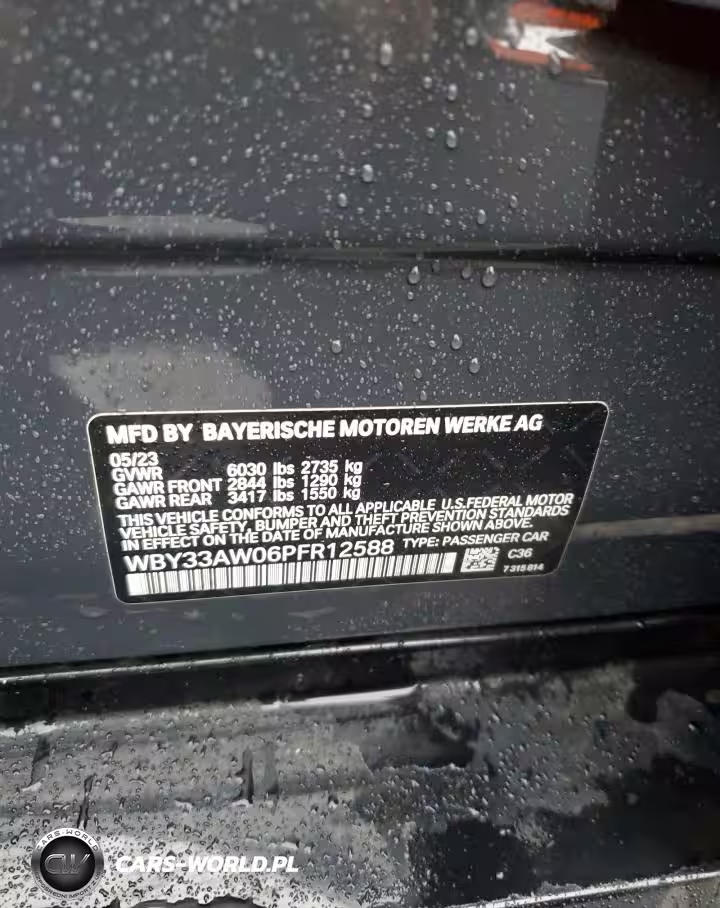 MFD BY BAYERISCHE MOTOREN WERKE AG
05/23
GVWR 6030 lbs 2735 kg
GAWR FRONT 2844 lbs 1290 kg
GAWR REAR 3417 lbs 1550 kg
THIS VEHICLE CONFORMS TO ALL APPLICABLE U.S.FEDERAL MOTOR
VEHICLE SAFETY, BUMPER AND THEFT PREVENTION STANDARDS
IN EFFECT ON THE DATE OF MANUFACTURE SHOWN ABOVE.
WBY33AW06PFR12588 TYPE: PASSENGER CAR
C36
7 315 814
CARS-WORLD
CW
CARS-WORLD.PL